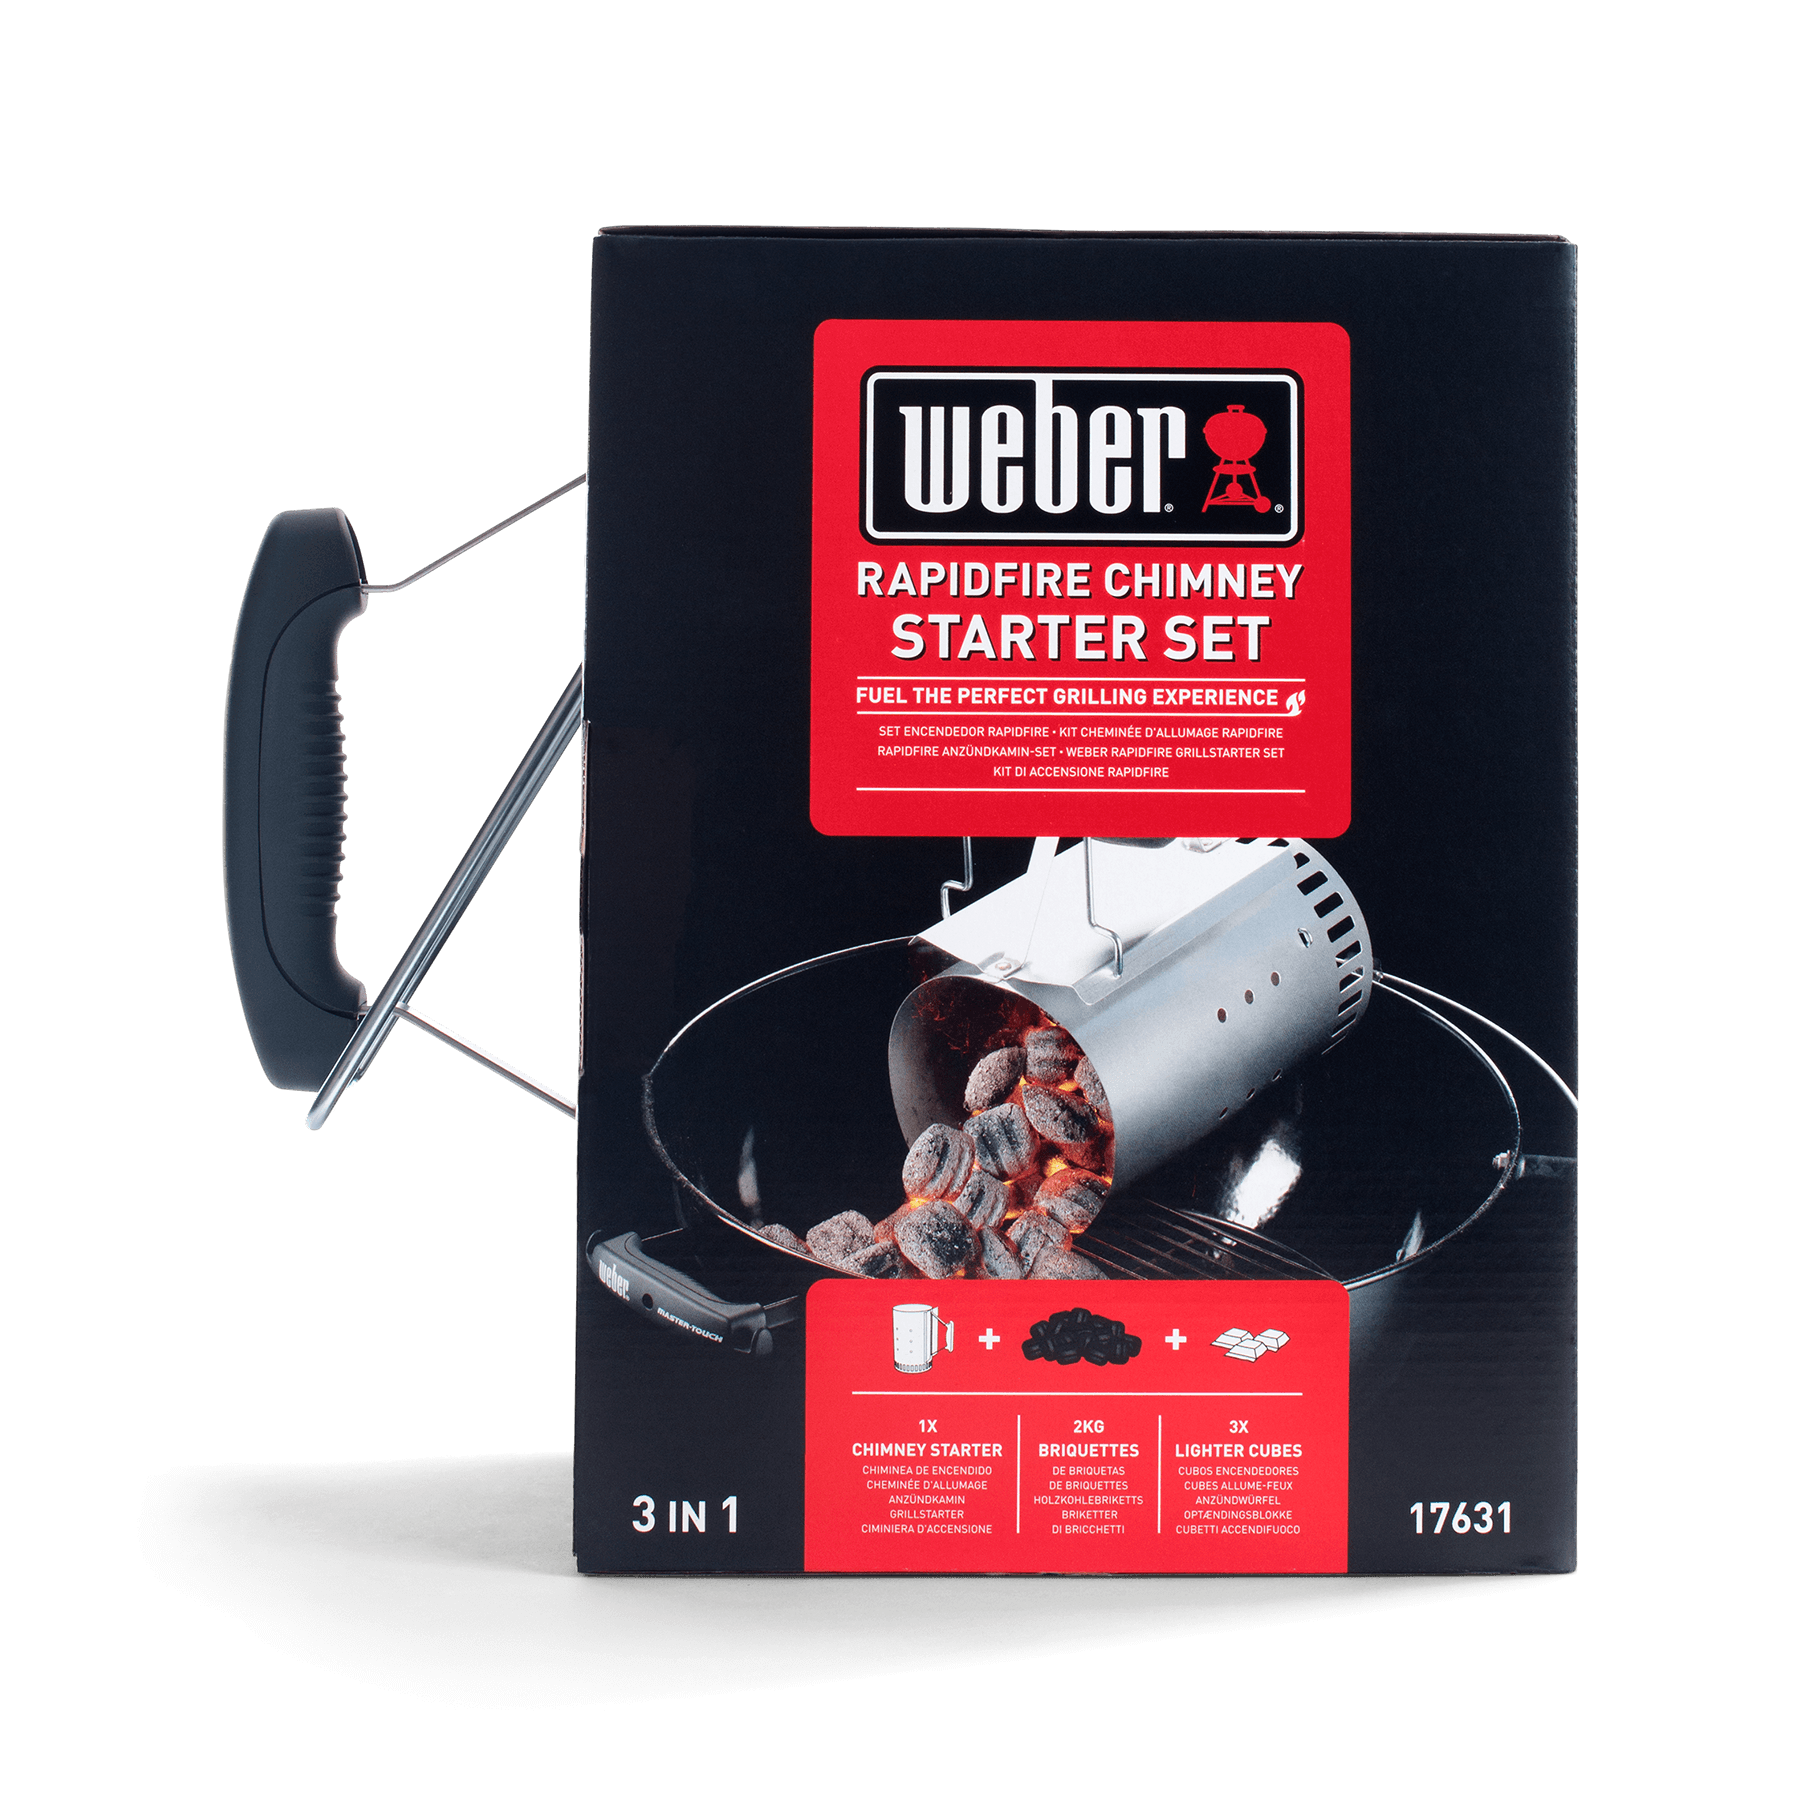 weber® ®
RAPIDFIRE CHIMNEY
STARTER SET
FUEL THE PERFECT GRILLING EXPERIENCE
SET ENCENDEDOR RAPIDFIRE • KIT CHEMINÉE D'ALLUMAGE RAPIDFIRE
RAPIDFIRE ANZÜNDKAMIN-SET • WEBER RAPIDFIRE GRILLSTARTER SET
KIT DI ACCENSIONE RAPIDFIRE
weber®
MASTER-TOUCH
+ +
1X
CHIMNEY STARTER
CHIMINEA DE ENCENDIDO
CHEMINÉE D'ALLUMAGE
ANZÜNDKAMIN
GRILLSTARTER
CIMINIERA D'ACCENSIONE
2KG
BRIQUETTES
DE BRIQUETAS
DE BRIQUETTES
HOLZKOHLEBRIKETTS
BRIKETTER
DI BRICCHETTI
3X
LIGHTER CUBES
CUBOS ENCENDEDORES
CUBES ALLUME-FEUX
ANZÜNDWÜRFEL
OPTÆNDINGSBLOKKE
CUBETTI ACCENDIFUOCO
3 IN 1
17631